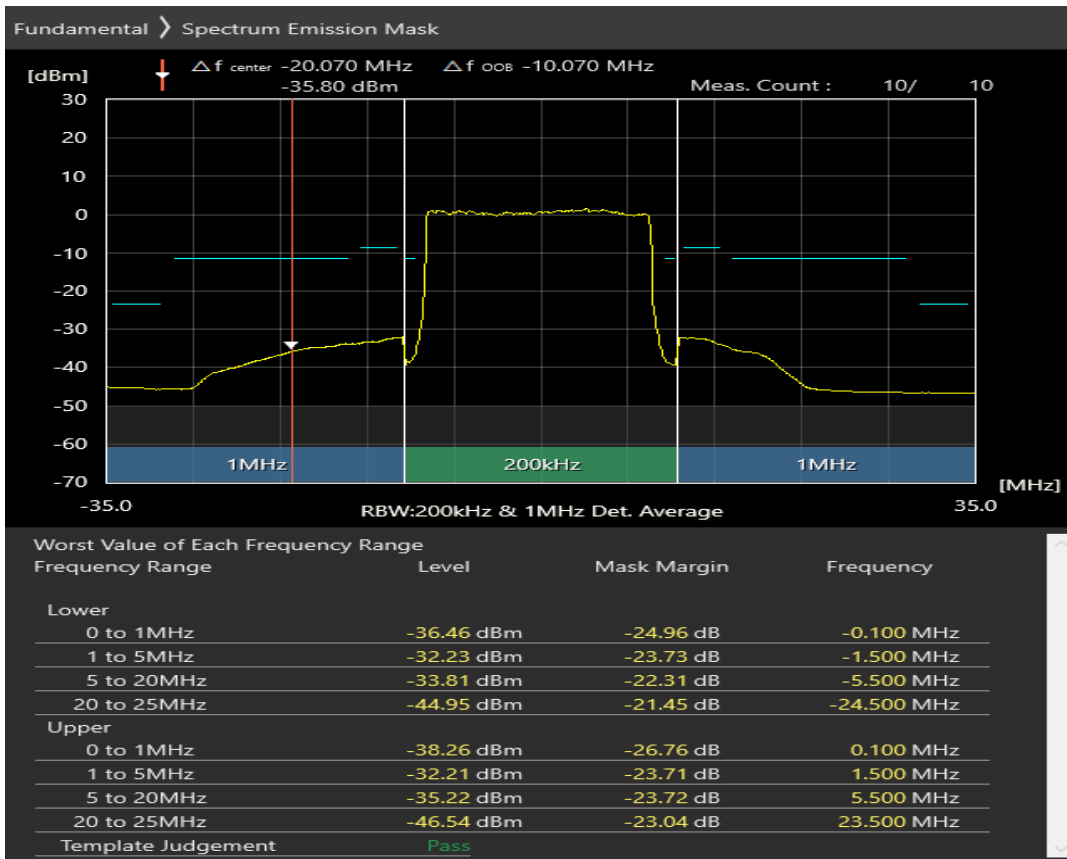 Fundamental ❯ Spectrum Emission Mask
[dBm] △f center -20.070 MHz △f OOB -10.070 MHz
-35.80 dBm Meas. Count : 10/ 10
30
20
10
0
-10
-20
-30
-40
-50
-60
1MHz 200kHz 1MHz
-70
[MHz]
-35.0 RBW:200kHz & 1MHz Det. Average 35.0
Worst Value of Each Frequency Range
Frequency Range Level Mask Margin Frequency
Lower
0 to 1MHz -36.46 dBm -24.96 dB -0.100 MHz
1 to 5MHz -32.23 dBm -23.73 dB -1.500 MHz
5 to 20MHz -33.81 dBm -22.31 dB -5.500 MHz
20 to 25MHz -44.95 dBm -21.45 dB -24.500 MHz
Upper
0 to 1MHz -38.26 dBm -26.76 dB 0.100 MHz
1 to 5MHz -32.21 dBm -23.71 dB 1.500 MHz
5 to 20MHz -35.22 dBm -23.72 dB 5.500 MHz
20 to 25MHz -46.54 dBm -23.04 dB 23.500 MHz
Template Judgement Pass